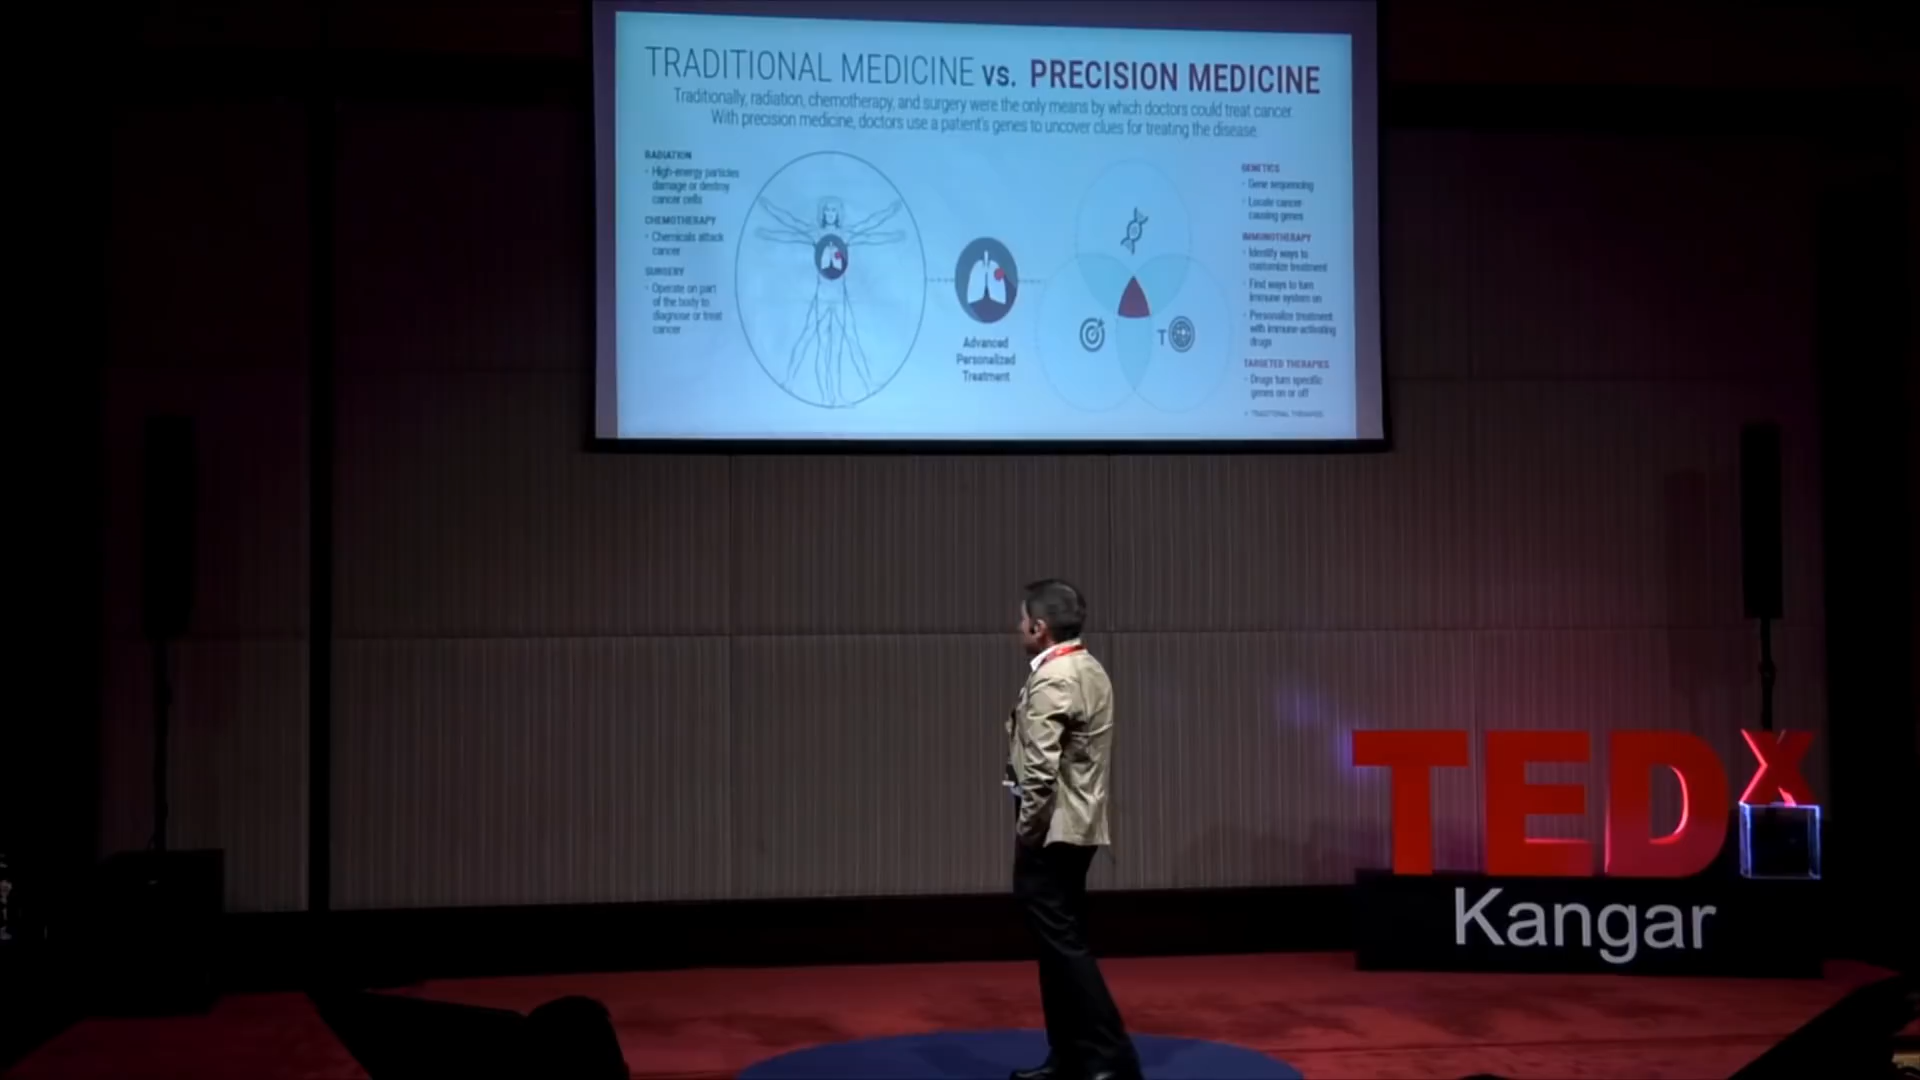 TRADITIONAL MEDICINE vs. PRECISION MEDICINE
Traditionally, radiation, chemotherapy, and surgery were the only means by which doctors could treat cancer.
With precision medicine, doctors use a patient's genes to uncover clues for treating the disease.
RADIATION
• High-energy particles
damage or destroy
cancer cells
CHEMOTHERAPY
• Chemicals attack
cancer
SURGERY
• Operate on part
of the body to
diagnose or treat
cancer
Advanced
Personalized
Treatment
T
GENETICS
• Gene sequencing
• Locate cancer
causing genes
IMMUNOTHERAPY
• Identify ways to
customize treatment
• Find ways to turn
immune system on
• Personalize treatment
with immune-activating
drugs
TARGETED THERAPIES
• Drugs turn specific
genes on or off
+ TRADITIONAL THERAPIES
TEDx
Kangar